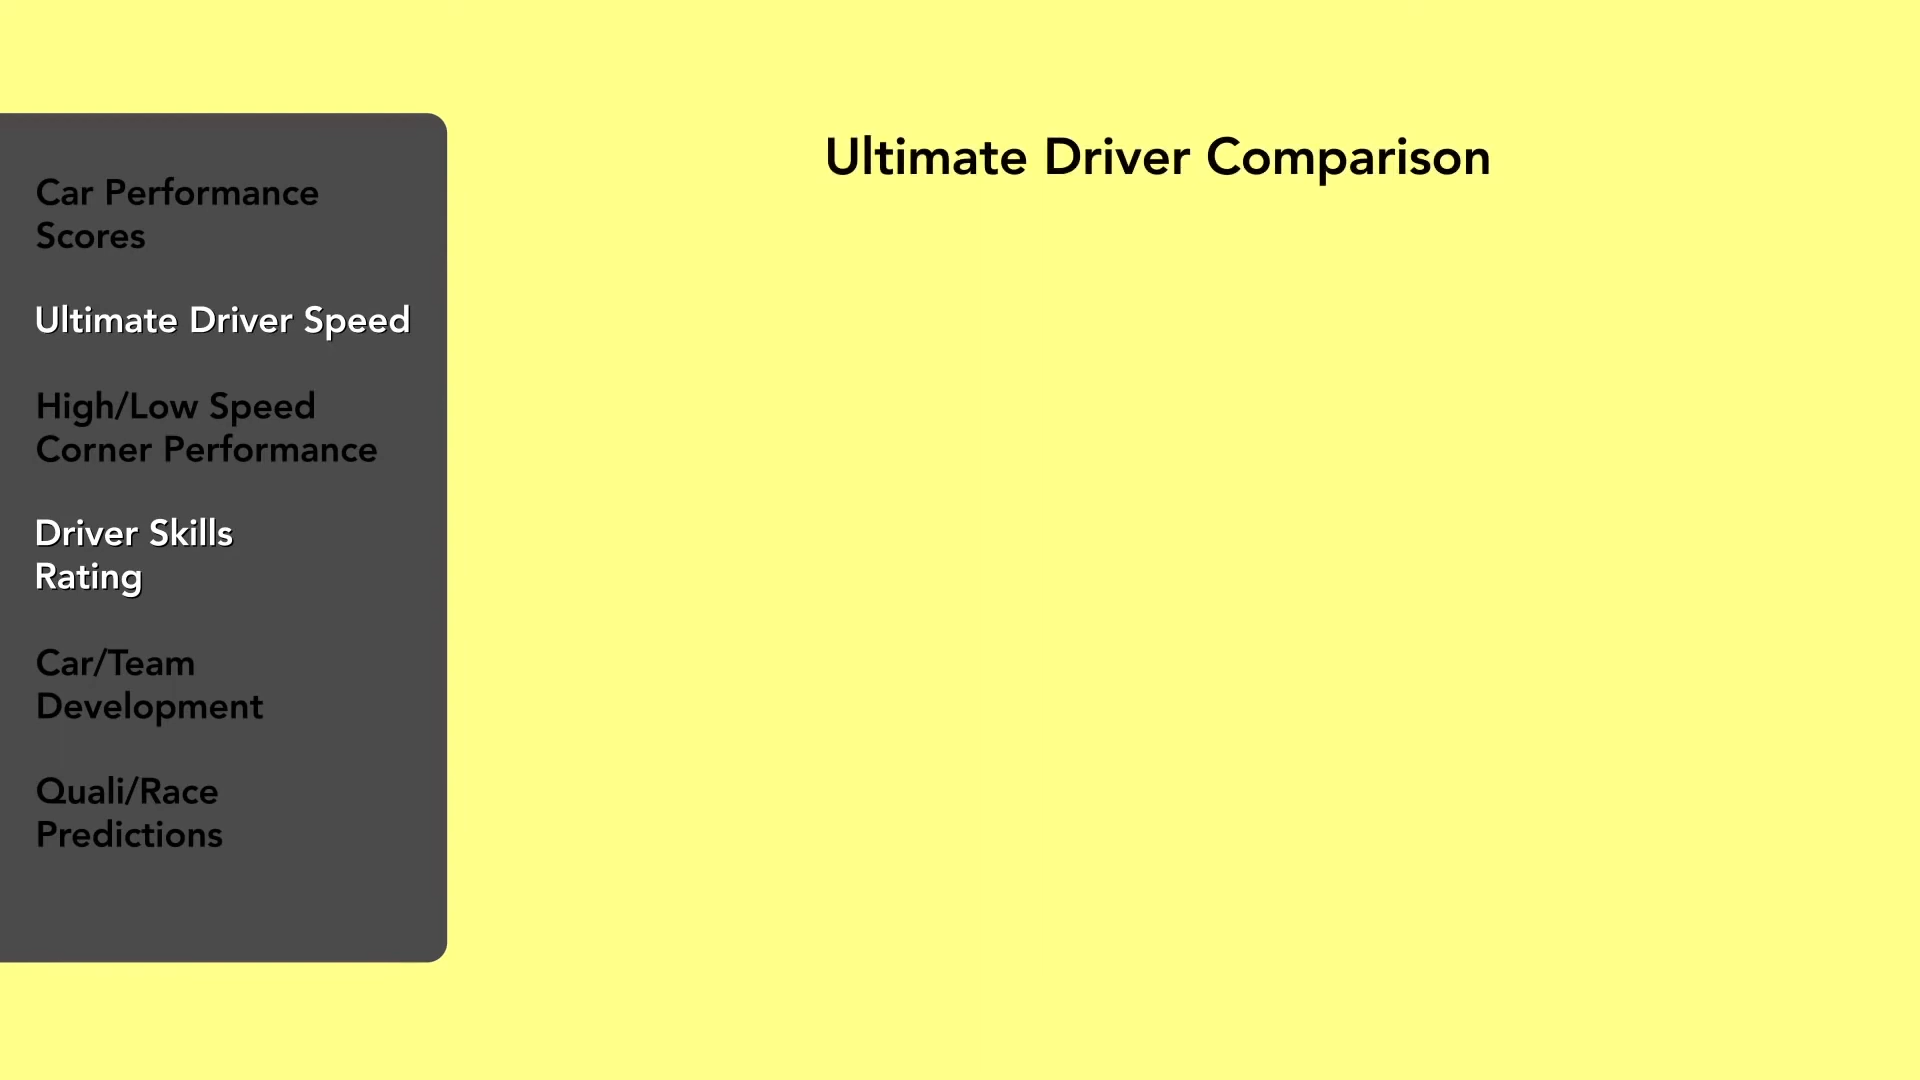 Ultimate Driver Comparison
Car Performance
Scores
Ultimate Driver Speed
High/Low Speed
Corner Performance
Driver Skills
Rating
Car/Team
Development
Quali/Race
Predictions